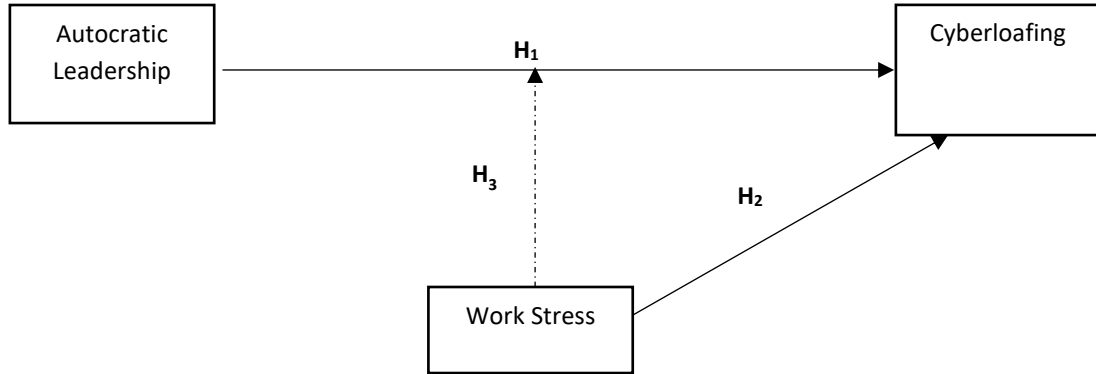 Autocratic
Leadership
H₁
Cyberloafing
H₃
H₂
Work Stress